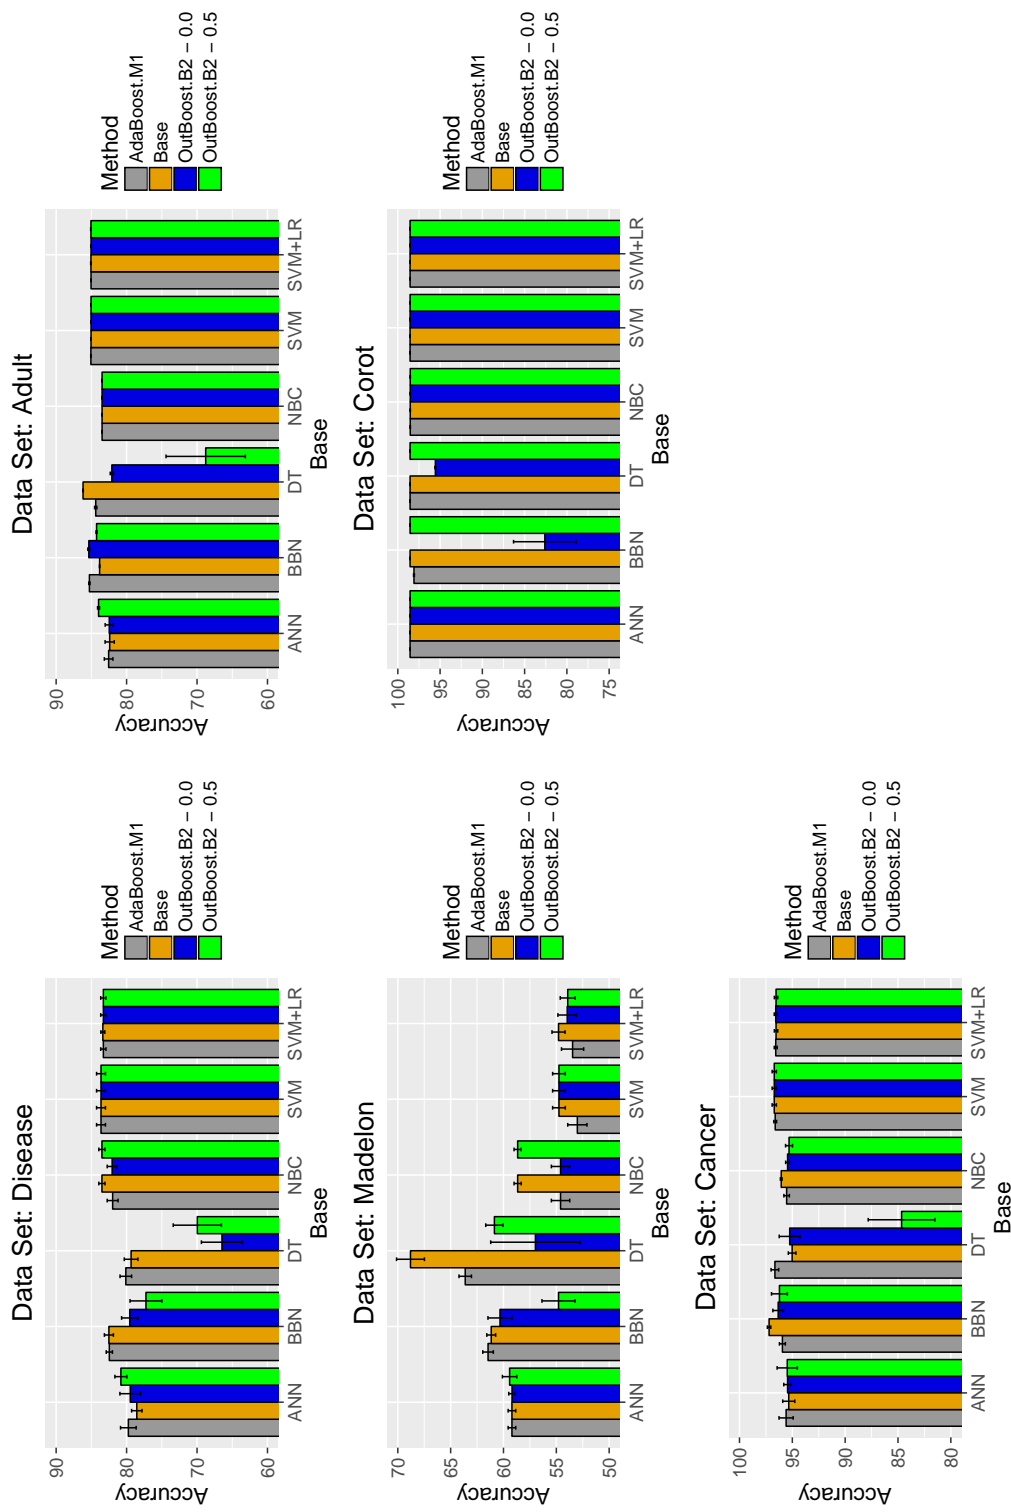 Data Set: Disease
Accuracy
90
80
70
60
ANN
BBN
DT
NBC
SVM
SVM+LR
Base
Method
AdaBoost.M1
Base
OutBoost.B2 − 0.0
OutBoost.B2 − 0.5
Data Set: Adult
Accuracy
90
80
70
60
ANN
BBN
DT
NBC
SVM
SVM+LR
Base
Method
AdaBoost.M1
Base
OutBoost.B2 − 0.0
OutBoost.B2 − 0.5
Data Set: Madelon
Accuracy
70
65
60
55
50
ANN
BBN
DT
NBC
SVM
SVM+LR
Base
Method
AdaBoost.M1
Base
OutBoost.B2 − 0.0
OutBoost.B2 − 0.5
Data Set: Corot
Accuracy
100
95
90
85
80
75
ANN
BBN
DT
NBC
SVM
SVM+LR
Base
Method
AdaBoost.M1
Base
OutBoost.B2 − 0.0
OutBoost.B2 − 0.5
Data Set: Cancer
Accuracy
100
95
90
85
80
ANN
BBN
DT
NBC
SVM
SVM+LR
Base
Method
AdaBoost.M1
Base
OutBoost.B2 − 0.0
OutBoost.B2 − 0.5